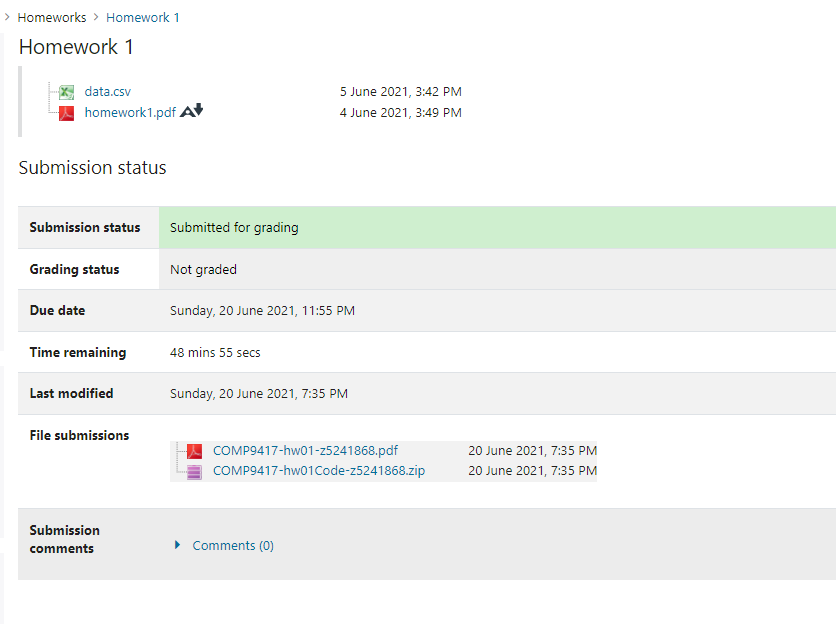 Homeworks Homework 1
Homework 1
data.csv 5 June 2021, 3:42 PM
homework1.pdf 4 June 2021, 3:49 PM
Submission status
Submission status Submitted for grading
Grading status Not graded
Due date Sunday, 20 June 2021, 11:55 PM
Time remaining 48 mins 55 secs
Last modified Sunday, 20 June 2021, 7:35 PM
File submissions
COMP9417-hw01-z5241868.pdf 20 June 2021, 7:35 PM
COMP9417-hw01Code-z5241868.zip 20 June 2021, 7:35 PM
Submission
comments
Comments (0)